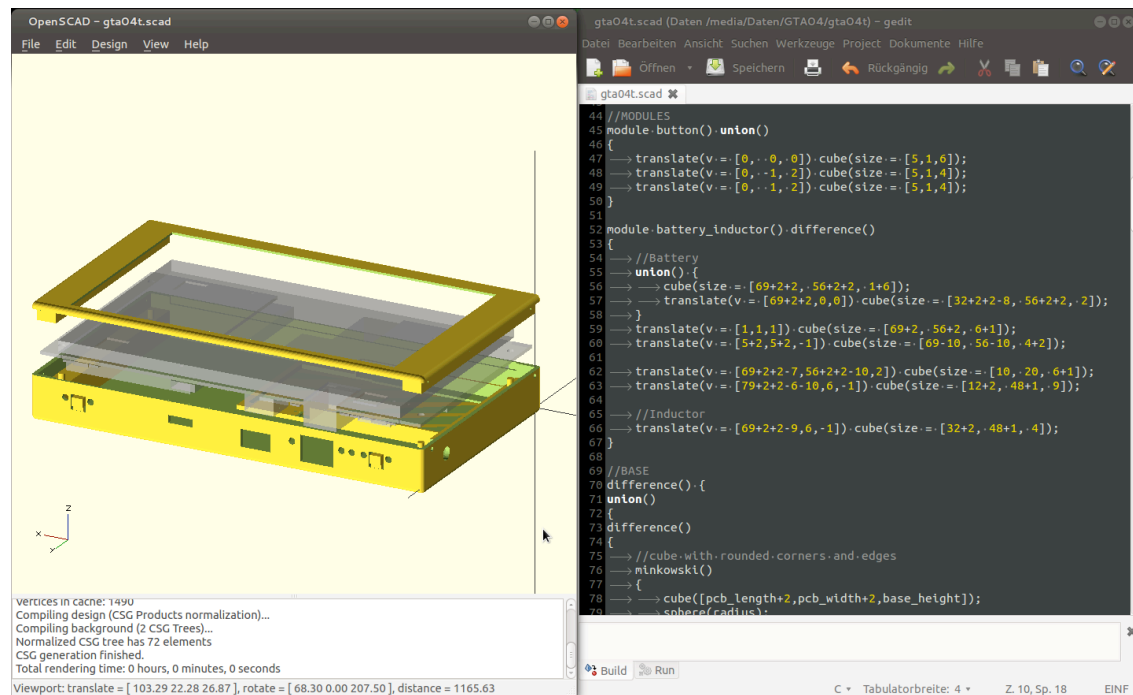 OpenSCAD - gta04t.scad
File Edit Design View Help
Z
X
Y
Vertices in cache: 1490
Compiling design (CSG Products normalization)...
Compiling background (2 CSG Trees)...
Normalized CSG tree has 72 elements
CSG generation finished.
Total rendering time: 0 hours, 0 minutes, 0 seconds
Viewport: translate = [ 103.29 22.28 26.87 ], rotate = [ 68.30 0.00 207.50 ], distance = 1165.63
gta04t.scad (Daten /media/Daten/GTA04/gta04t) - gedit
Datei Bearbeiten Ansicht Suchen Werkzeuge Project Dokumente Hilfe
Öffnen Speichern Rückgängig
gta04t.scad
44 //MODULES
45 module·button()·union()
46 {
47 → translate(v·=·[0,··0,·0])·cube(size·=·[5,1,6]);
48 → translate(v·=·[0,·-1,·2])·cube(size·=·[5,1,4]);
49 → translate(v·=·[0,··1,·2])·cube(size·=·[5,1,4]);
50 }
51
52 module·battery_inductor()·difference()
53 {
54 → //Battery
55 → union()·{
56 → → cube(size·=·[69+2+2,·56+2+2,·1+6]);
57 → → translate(v·=·[69+2+2,0,0])·cube(size·=·[32+2+2-8,·56+2+2,·2]);
58 → }
59 → translate(v·=·[1,1,1])·cube(size·=·[69+2,·56+2,·6+1]);
60 → translate(v·=·[5+2,5+2,-1])·cube(size·=·[69-10,·56-10,·4+2]);
61
62 → translate(v·=·[69+2+2-7,56+2+2-10,2])·cube(size·=·[10,·20,·6+1]);
63 → translate(v·=·[79+2+2-6-10,6,-1])·cube(size·=·[12+2,·48+1,·9]);
64
65 → //Inductor
66 → translate(v·=·[69+2+2-9,6,-1])·cube(size·=·[32+2,·48+1,·4]);
67 }
68
69 //BASE
70 difference()·{
71 union()
72 {
73 difference()
74 {
75 → //cube·with·rounded·corners·and·edges
76 → minkowski()
77 → {
78 → → cube([pcb_length+2,pcb_width+2,base_height]);
79 → → sphere(radius);
Build Run
C Tabulatorbreite: 4 Z. 10, Sp. 18 EINF